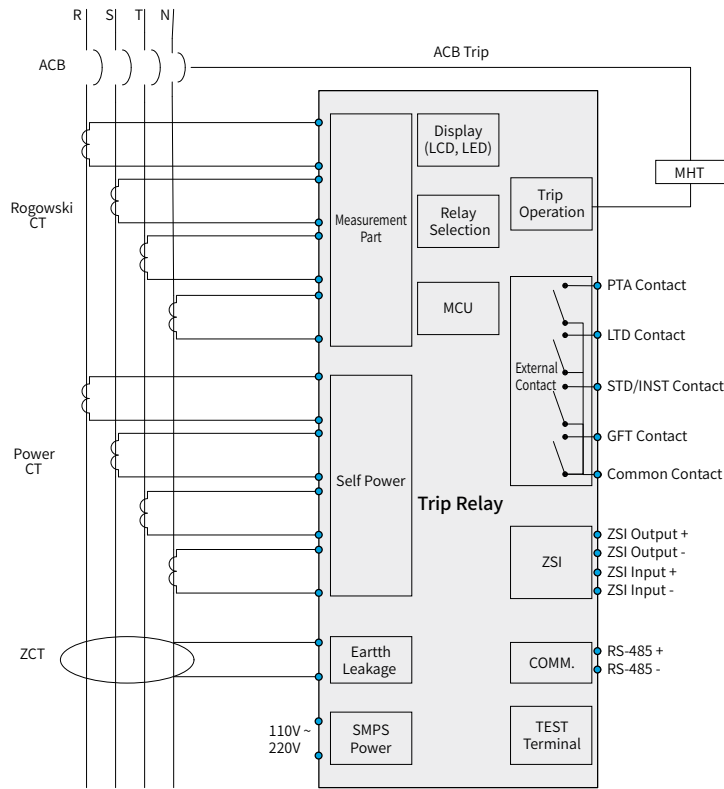 R S T N
ACB
ACB Trip
Display
(LCD, LED)
MHT
Trip
Operation
Rogowski
CT
Measurement
Part
Relay
Selection
MCU
PTA Contact
LTD Contact
External
Contact
STD/INST Contact
GFT Contact
Common Contact
Power
CT
Self Power
Trip Relay
ZSI
ZSI Output +
ZSI Output -
ZSI Input +
ZSI Input -
ZCT
Eartth
Leakage
COMM.
RS-485 +
RS-485 -
110V ~
220V
SMPS
Power
TEST
Terminal